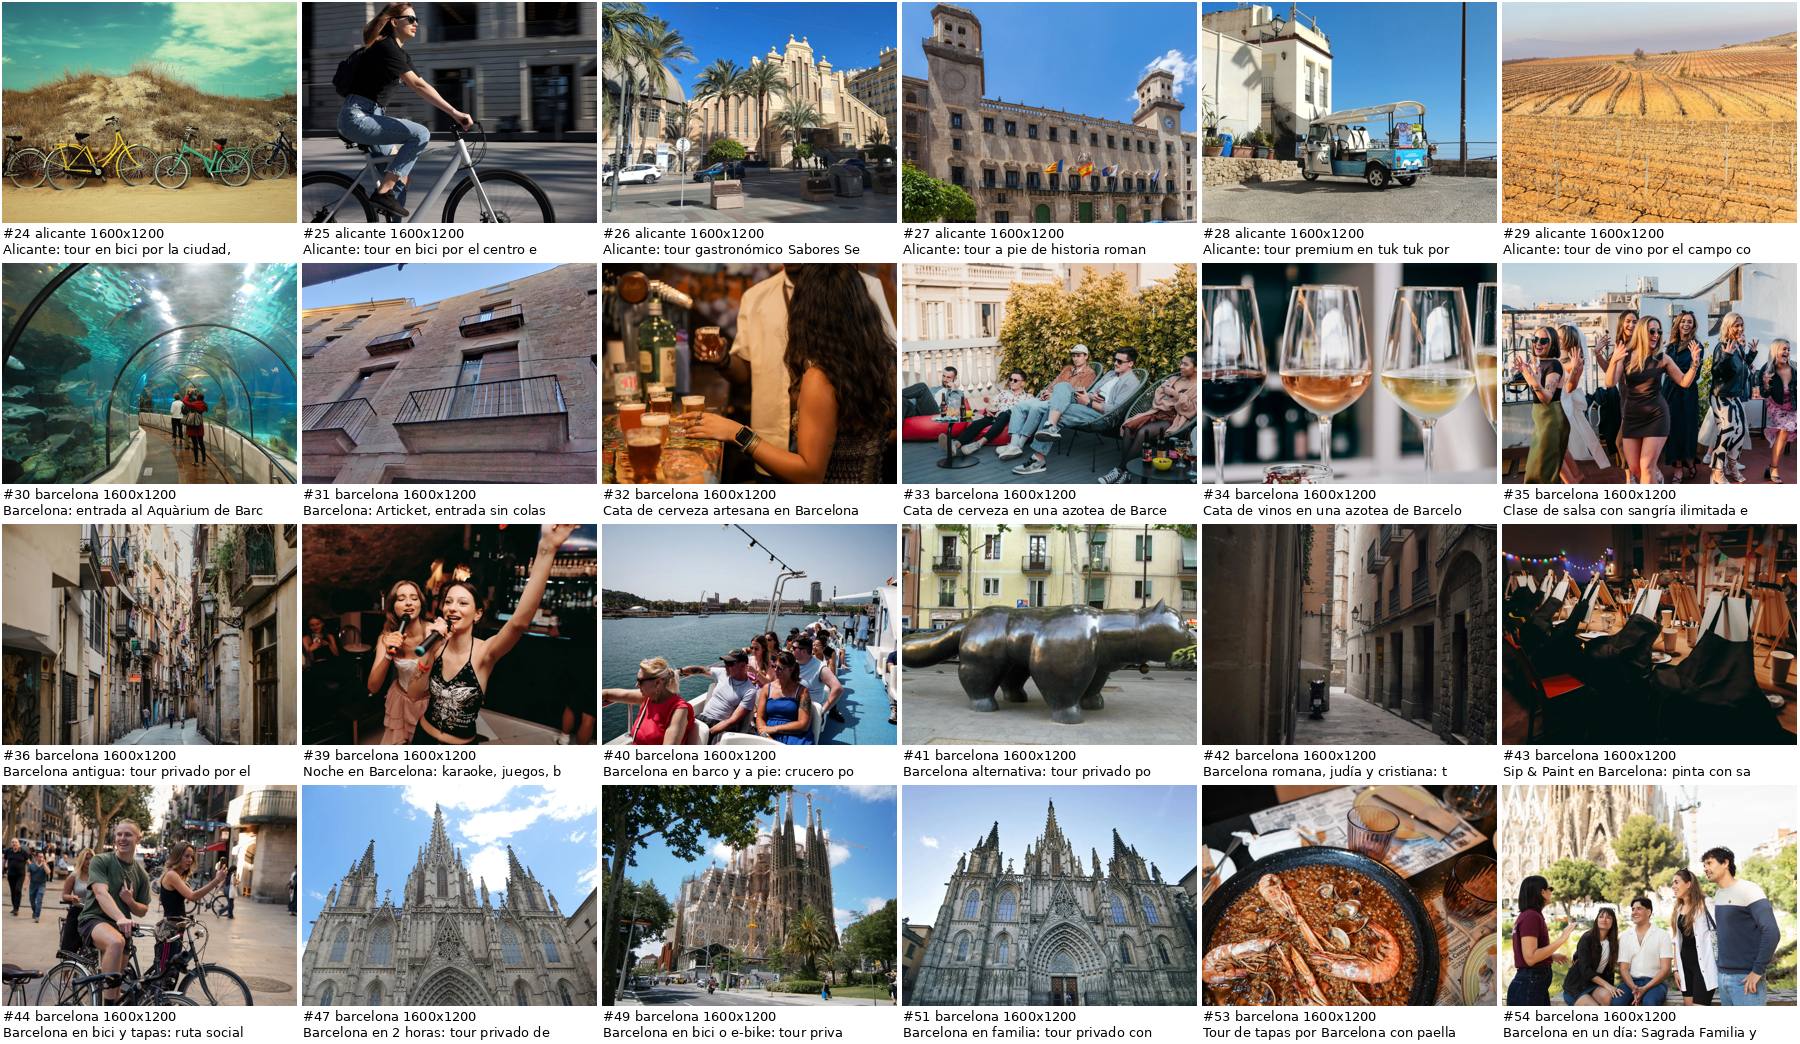 #24 alicante 1600x1200
Alicante: tour en bici por la ciudad,
#25 alicante 1600x1200
Alicante: tour en bici por el centro e
#26 alicante 1600x1200
Alicante: tour gastronómico Sabores Se
#27 alicante 1600x1200
Alicante: tour a pie de historia roman
#28 alicante 1600x1200
Alicante: tour premium en tuk tuk por
#29 alicante 1600x1200
Alicante: tour de vino por el campo co
#30 barcelona 1600x1200
Barcelona: entrada al Aquàrium de Barc
#31 barcelona 1600x1200
Barcelona: Articket, entrada sin colas
#32 barcelona 1600x1200
Cata de cerveza artesana en Barcelona
#33 barcelona 1600x1200
Cata de cerveza en una azotea de Barce
#34 barcelona 1600x1200
Cata de vinos en una azotea de Barcelo
#35 barcelona 1600x1200
Clase de salsa con sangría ilimitada e
#36 barcelona 1600x1200
Barcelona antigua: tour privado por el
#39 barcelona 1600x1200
Noche en Barcelona: karaoke, juegos, b
#40 barcelona 1600x1200
Barcelona en barco y a pie: crucero po
#41 barcelona 1600x1200
Barcelona alternativa: tour privado po
#42 barcelona 1600x1200
Barcelona romana, judía y cristiana: t
#43 barcelona 1600x1200
Sip & Paint en Barcelona: pinta con sa
#44 barcelona 1600x1200
Barcelona en bici y tapas: ruta social
#47 barcelona 1600x1200
Barcelona en 2 horas: tour privado de
#49 barcelona 1600x1200
Barcelona en bici o e-bike: tour priva
#51 barcelona 1600x1200
Barcelona en familia: tour privado con
#53 barcelona 1600x1200
Tour de tapas por Barcelona con paella
#54 barcelona 1600x1200
Barcelona en un día: Sagrada Familia y